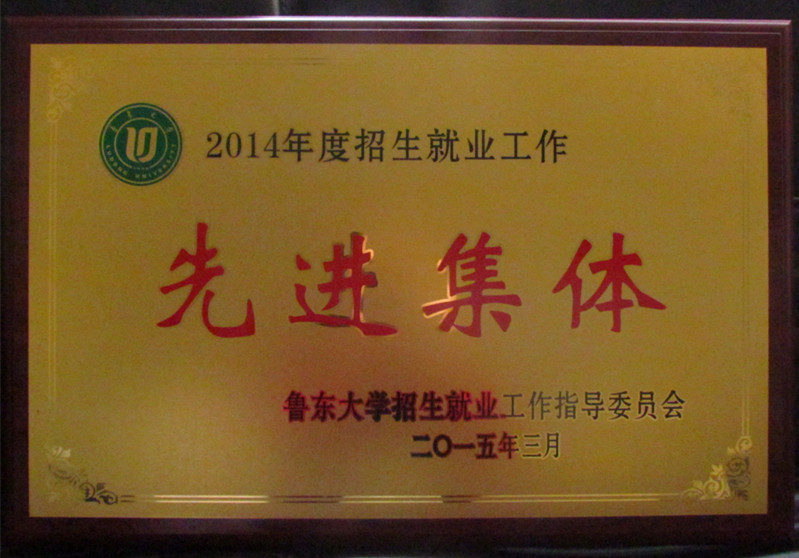 2014年度招生就业工作
先进集体
鲁东大学招生就业工作指导委员会
二〇一五年三月